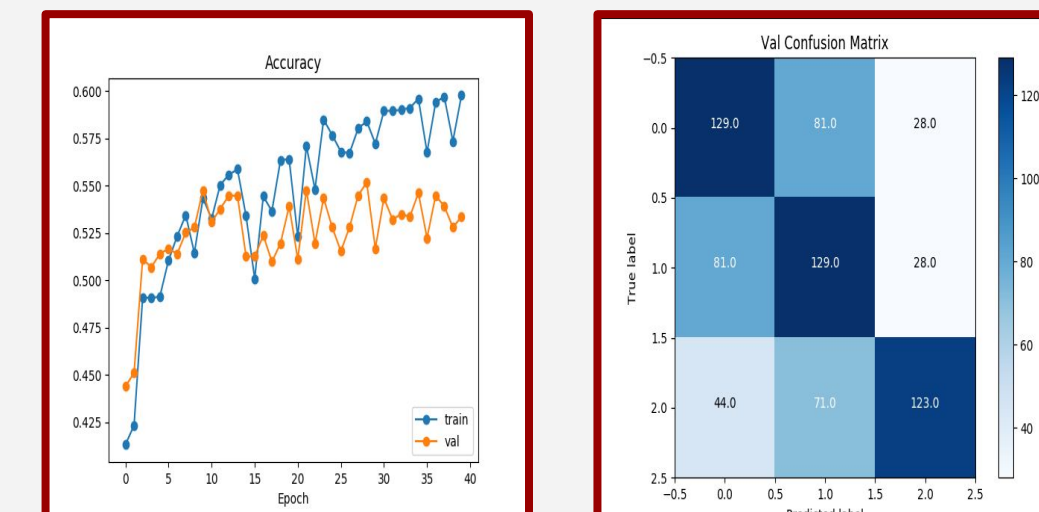 Accuracy
0.600
0.575
0.550
0.525
0.500
0.475
0.450
0.425
train
val
0 5 10 15 20 25 30 35 40
Epoch
Val Confusion Matrix
−0.5
0.0
0.5
1.0
1.5
2.0
2.5
True label
129.0 81.0 28.0
81.0 129.0 28.0
44.0 71.0 123.0
−0.5 0.0 0.5 1.0 1.5 2.0 2.5
Predicted label
120
100
80
60
40